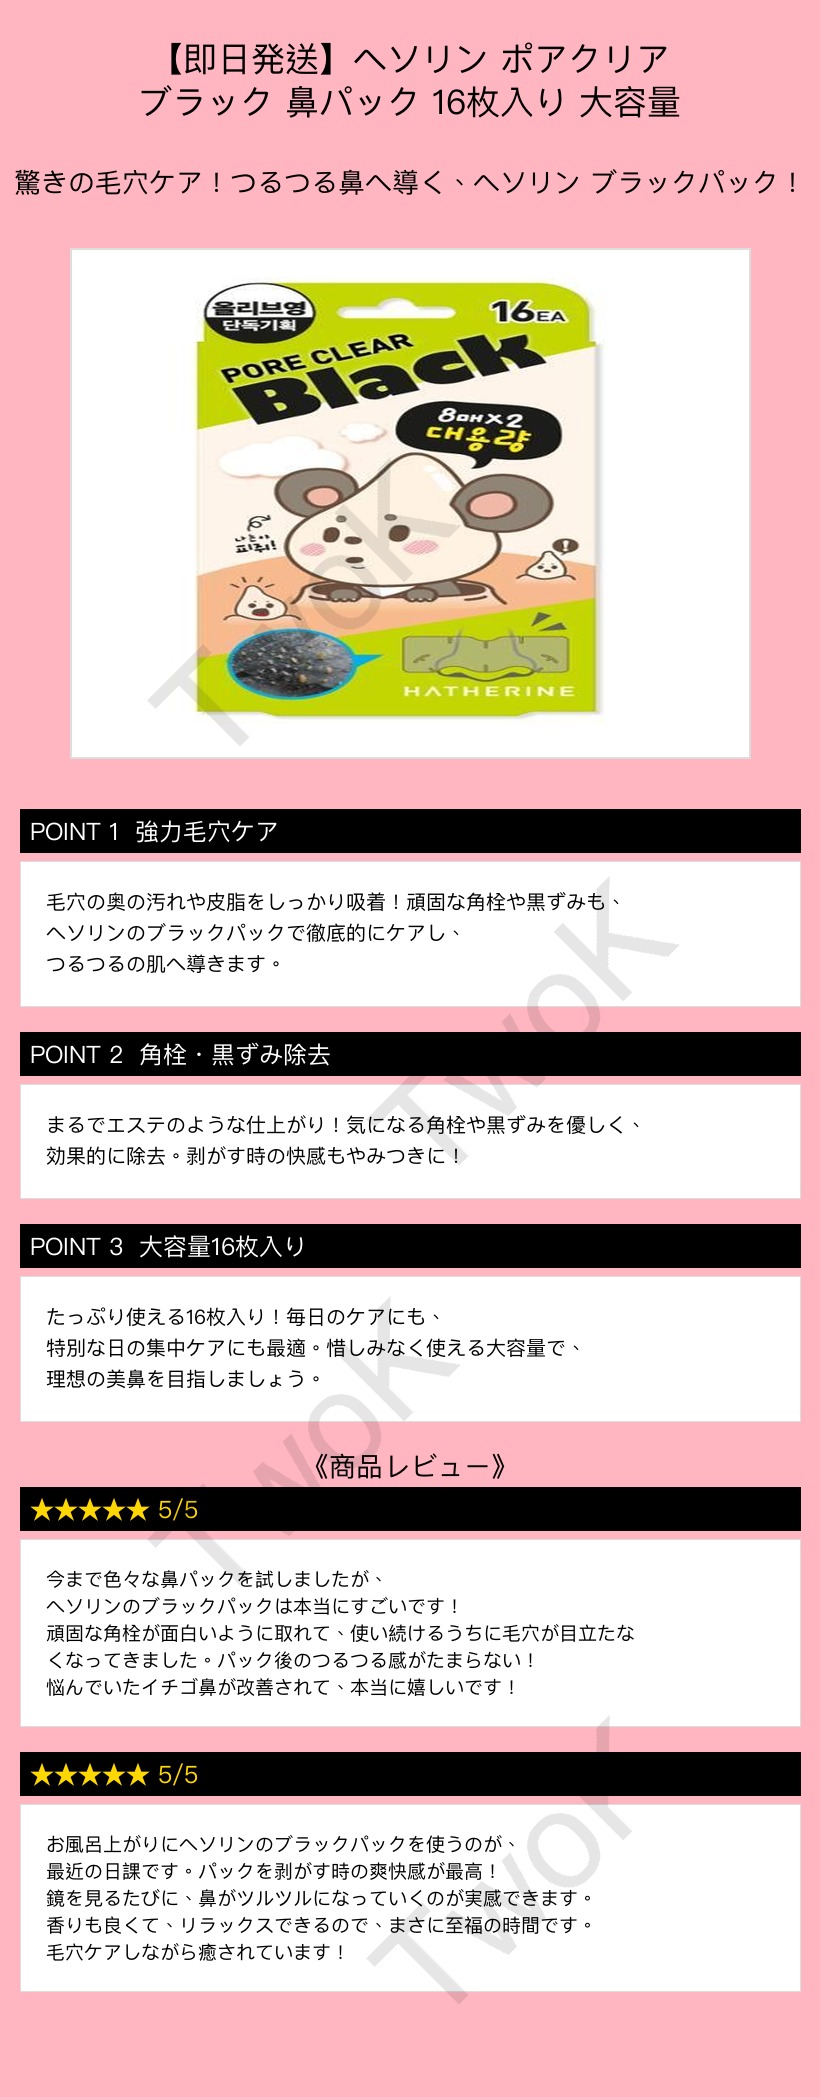 【即日発送】ヘソリン ポアクリア
ブラック 鼻パック 16枚入り 大容量
驚きの毛穴ケア！つるつる鼻へ導く、ヘソリン ブラックパック！
올리브영
단독기획
16EA
PORE CLEAR
Black
8매X2
대용량
나는야
피쥐!
HATHERINE
TwoK
POINT 1 強力毛穴ケア
毛穴の奥の汚れや皮脂をしっかり吸着！頑固な角栓や黒ずみも、
ヘソリンのブラックパックで徹底的にケアし、
つるつるの肌へ導きます。
TwoK
POINT 2 角栓・黒ずみ除去
まるでエステのような仕上がり！気になる角栓や黒ずみを優しく、
効果的に除去。剥がす時の快感もやみつきに！
POINT 3 大容量16枚入り
たっぷり使える16枚入り！毎日のケアにも、
特別な日の集中ケアにも最適。惜しみなく使える大容量で、
理想の美鼻を目指しましょう。
TwoK
《商品レビュー》
★★★★★ 5/5
今まで色々な鼻パックを試しましたが、
ヘソリンのブラックパックは本当にすごいです！
頑固な角栓が面白いように取れて、使い続けるうちに毛穴が目立たな
くなってきました。パック後のつるつる感がたまらない！
悩んでいたイチゴ鼻が改善されて、本当に嬉しいです！
★★★★★ 5/5
お風呂上がりにヘソリンのブラックパックを使うのが、
最近の日課です。パックを剥がす時の爽快感が最高！
鏡を見るたびに、鼻がツルツルになっていくのが実感できます。
香りも良くて、リラックスできるので、まさに至福の時間です。
毛穴ケアしながら癒されています！
TwoK